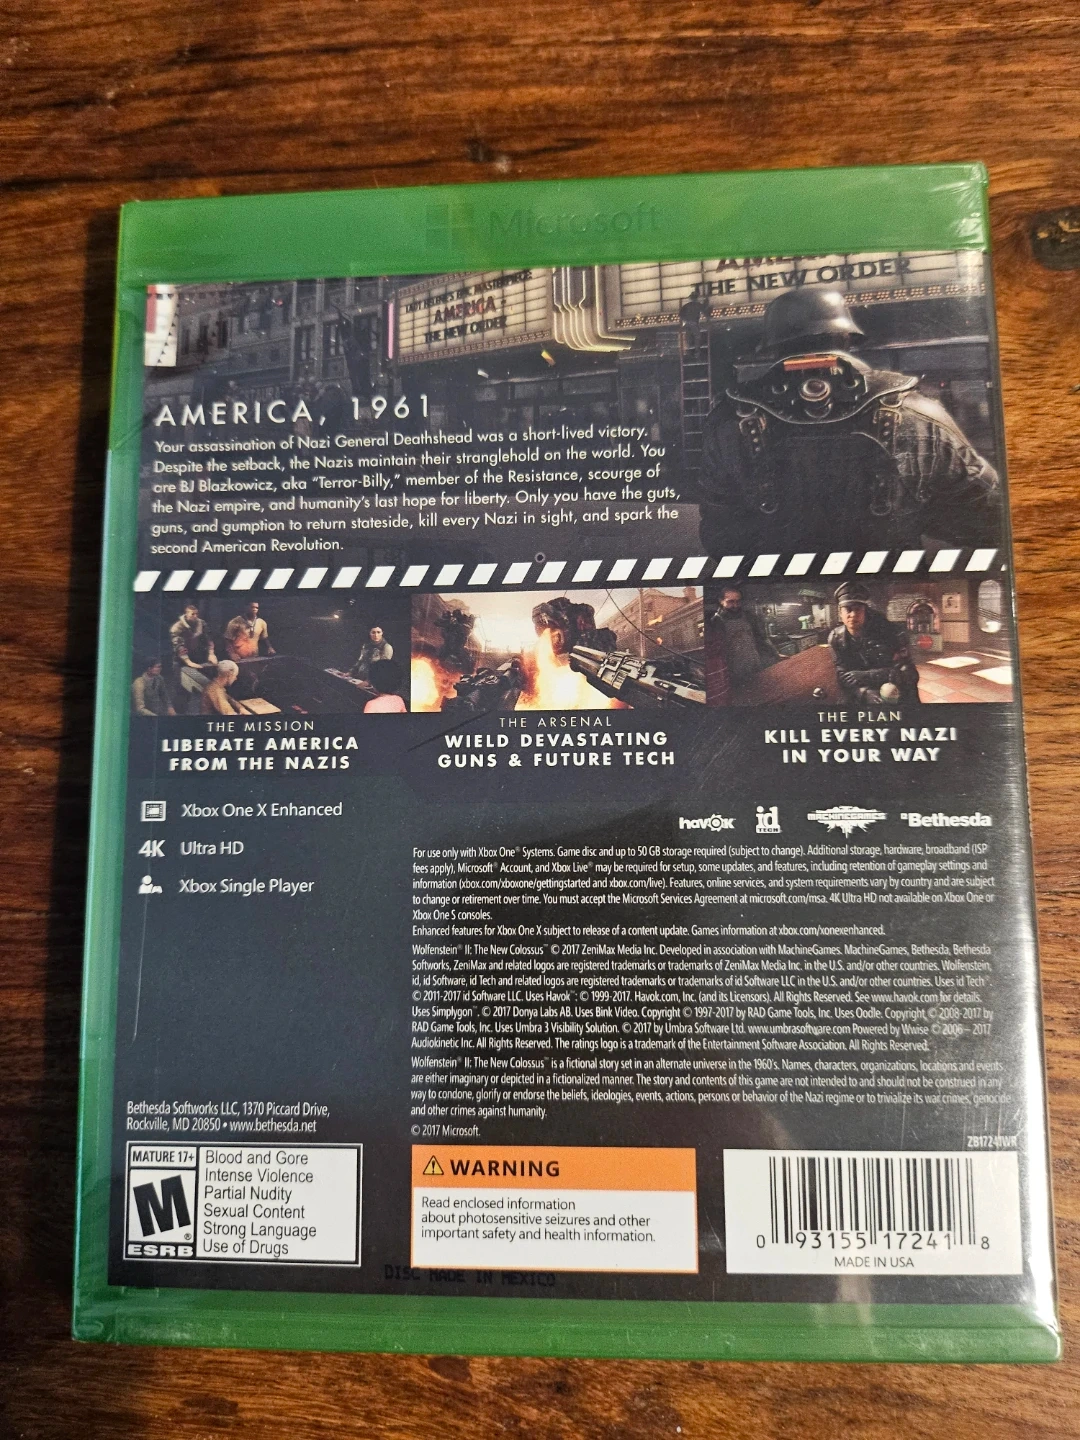 Microsoft
AMERICA
THE NEW ORDER
THE NEW ORDER
AMERICA, 1961
Your assassination of Nazi General Deathshead was a short-lived victory.
Despite the setback, the Nazis maintain their stranglehold on the world. You
are BJ Blazkowicz, aka “Terror-Billy,” member of the Resistance, scourge of
the Nazi empire, and humanity’s last hope for liberty. Only you have the guts,
guns, and gumption to return stateside, kill every Nazi in sight, and spark the
second American Revolution.
THE MISSION
LIBERATE AMERICA
FROM THE NAZIS
THE ARSENAL
WIELD DEVASTATING
GUNS & FUTURE TECH
THE PLAN
KILL EVERY NAZI
IN YOUR WAY
Xbox One X Enhanced
4K Ultra HD
Xbox Single Player
havok id TECH MACHINEGAMES Bethesda
For use only with Xbox One® Systems. Game disc and up to 50 GB storage required (subject to change). Additional storage, hardware, broadband (ISP
fees apply), Microsoft® Account, and Xbox Live® may be required for setup, some updates, and features, including retention of gameplay settings and
information (xbox.com/xboxone/gettingstarted and xbox.com/live). Features, online services, and system requirements vary by country and are subject
to change or retirement over time. You must accept the Microsoft Services Agreement at microsoft.com/msa. 4K Ultra HD not available on Xbox One or
Xbox One S consoles.
Enhanced features for Xbox One X subject to release of a content update. Games information at xbox.com/xonexenhanced.
Wolfenstein® II: The New Colossus™ © 2017 ZeniMax Media Inc. Developed in association with MachineGames. MachineGames, Bethesda, Bethesda
Softworks, ZeniMax and related logos are registered trademarks or trademarks of ZeniMax Media Inc. in the U.S. and/or other countries. Wolfenstein,
id, id Software, id Tech and related logos are registered trademarks or trademarks of id Software LLC in the U.S. and/or other countries. Uses id Tech®.
© 2011-2017 id Software LLC. Uses Havok™: © 1999-2017. Havok.com, Inc. (and its Licensors). All Rights Reserved. See www.havok.com for details.
Uses Simplygon™. © 2017 Donya Labs AB. Uses Bink Video. Copyright © 1997-2017 by RAD Game Tools, Inc. Uses Oodle. Copyright © 2008-2017 by
RAD Game Tools, Inc. Uses Umbra 3 Visibility Solution. © 2017 by Umbra Software Ltd. www.umbrasoftware.com Powered by Wwise © 2006 – 2017
Audiokinetic Inc. All Rights Reserved. The ratings logo is a trademark of the Entertainment Software Association. All Rights Reserved.
Wolfenstein® II: The New Colossus™ is a fictional story set in an alternate universe in the 1960’s. Names, characters, organizations, locations and events
are either imaginary or depicted in a fictionalized manner. The story and contents of this game are not intended to and should not be construed in any
way to condone, glorify or endorse the beliefs, ideologies, events, actions, persons or behavior of the Nazi regime or to trivialize its war crimes, genocide
and other crimes against humanity.
© 2017 Microsoft.
Bethesda Softworks LLC, 1370 Piccard Drive,
Rockville, MD 20850 • www.bethesda.net
ZB17241WR
MATURE 17+
M
ESRB
Blood and Gore
Intense Violence
Partial Nudity
Sexual Content
Strong Language
Use of Drugs
WARNING
Read enclosed information
about photosensitive seizures and other
important safety and health information.
0 93155 17241 8
MADE IN USA
DISC MADE IN MEXICO